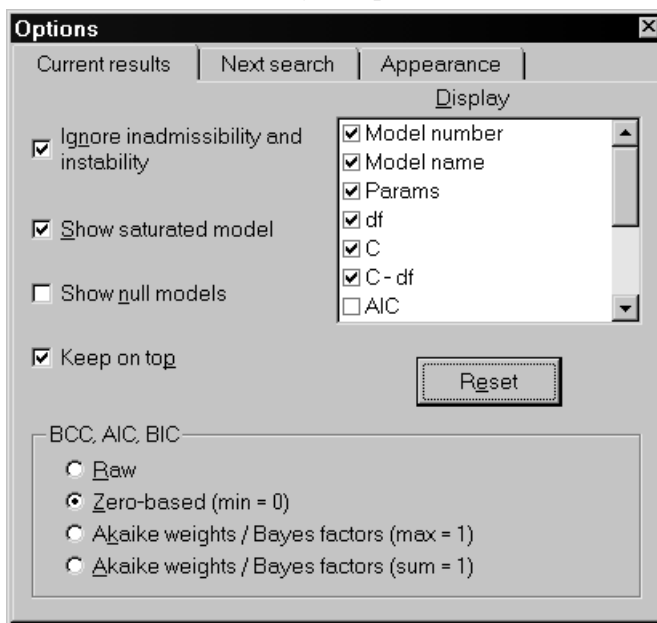 Options
Current results
Next search
Appearance
Display
Ignore inadmissibility and
instability
Show saturated model
Show null models
Keep on top
Model number
Model name
Params
df
C
C - df
AIC
Reset
BCC, AIC, BIC
Raw
Zero-based (min = 0)
Akaike weights / Bayes factors (max = 1)
Akaike weights / Bayes factors (sum = 1)